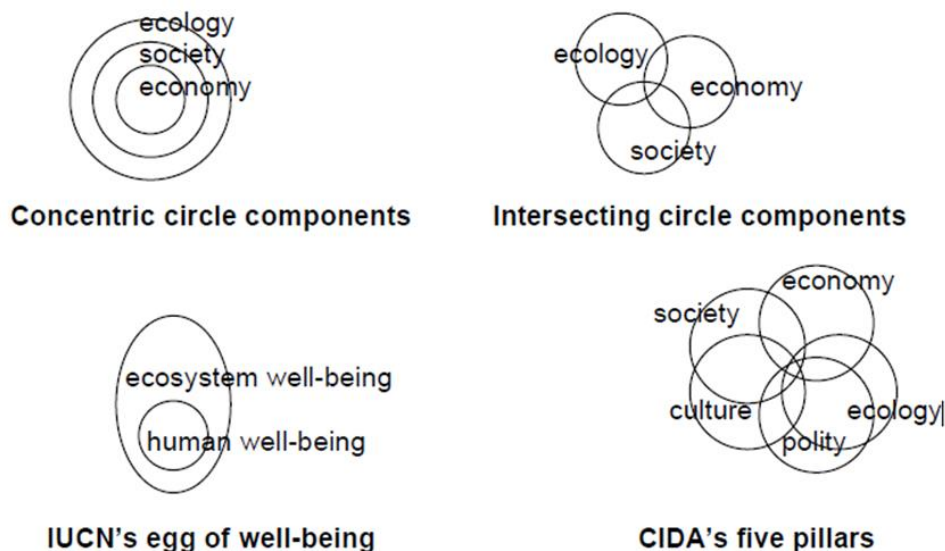 ecology
society
economy
Concentric circle components
ecology
economy
society
Intersecting circle components
ecosystem well-being
human well-being
IUCN's egg of well-being
economy
society
culture
ecology
polity
CIDA's five pillars